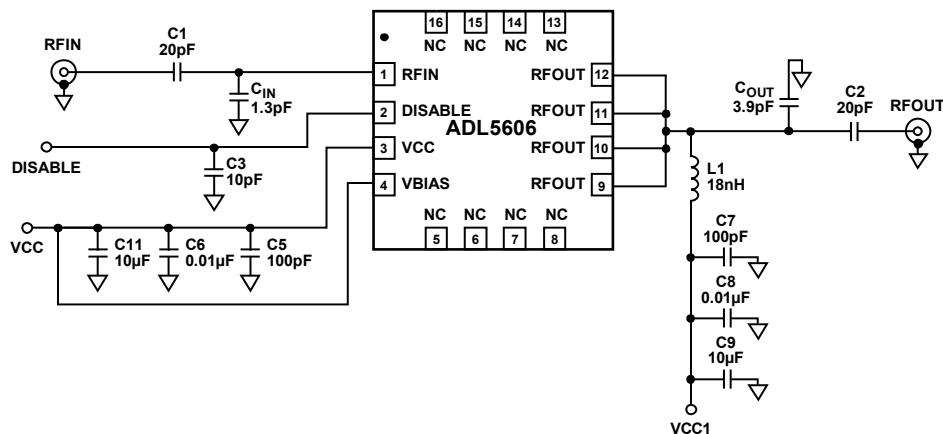 16 15 14 13
NC NC NC NC
RFIN
C1
20pF
C_IN
1.3pF
1 RFIN
2 DISABLE
3 VCC
4 VBIAS
ADL5606
RFOUT 12
RFOUT 11
RFOUT 10
RFOUT 9
NC NC NC NC
5 6 7 8
DISABLE
C3
10pF
VCC
C11
10µF
C6
0.01µF
C5
100pF
C_OUT
3.9pF
C2
20pF
RFOUT
L1
18nH
C7
100pF
C8
0.01µF
C9
10µF
VCC1